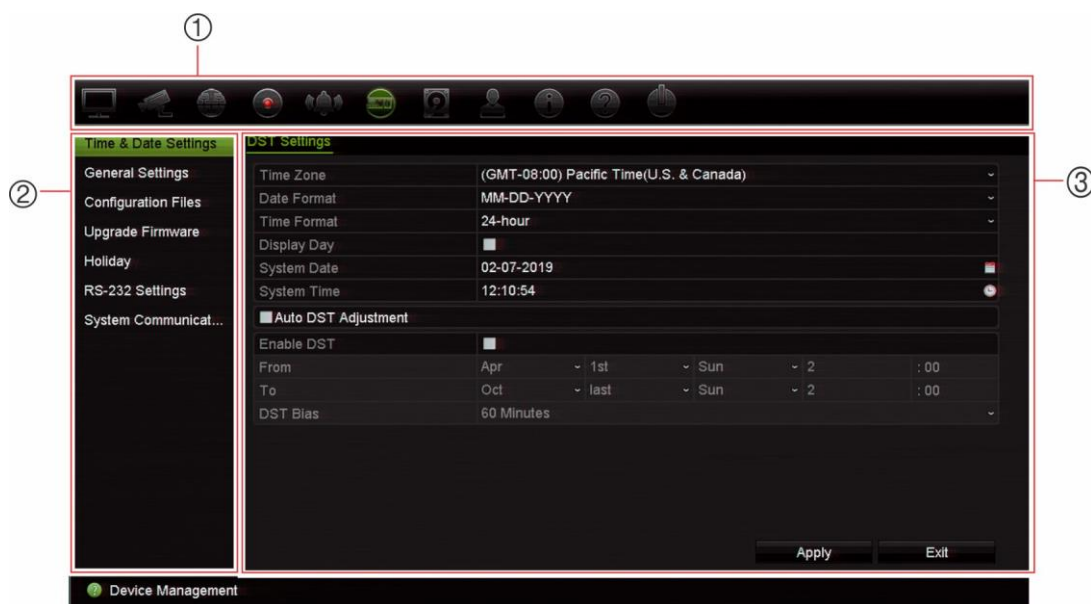 ①
②
③
Time & Date Settings
General Settings
Configuration Files
Upgrade Firmware
Holiday
RS-232 Settings
System Communicat...
DST Settings
Time Zone (GMT-08:00) Pacific Time(U.S. & Canada)
Date Format MM-DD-YYYY
Time Format 24-hour
Display Day
System Date 02-07-2019
System Time 12:10:54
Auto DST Adjustment
Enable DST
From Apr 1st Sun 2 : 00
To Oct last Sun 2 : 00
DST Bias 60 Minutes
Apply Exit
Device Management